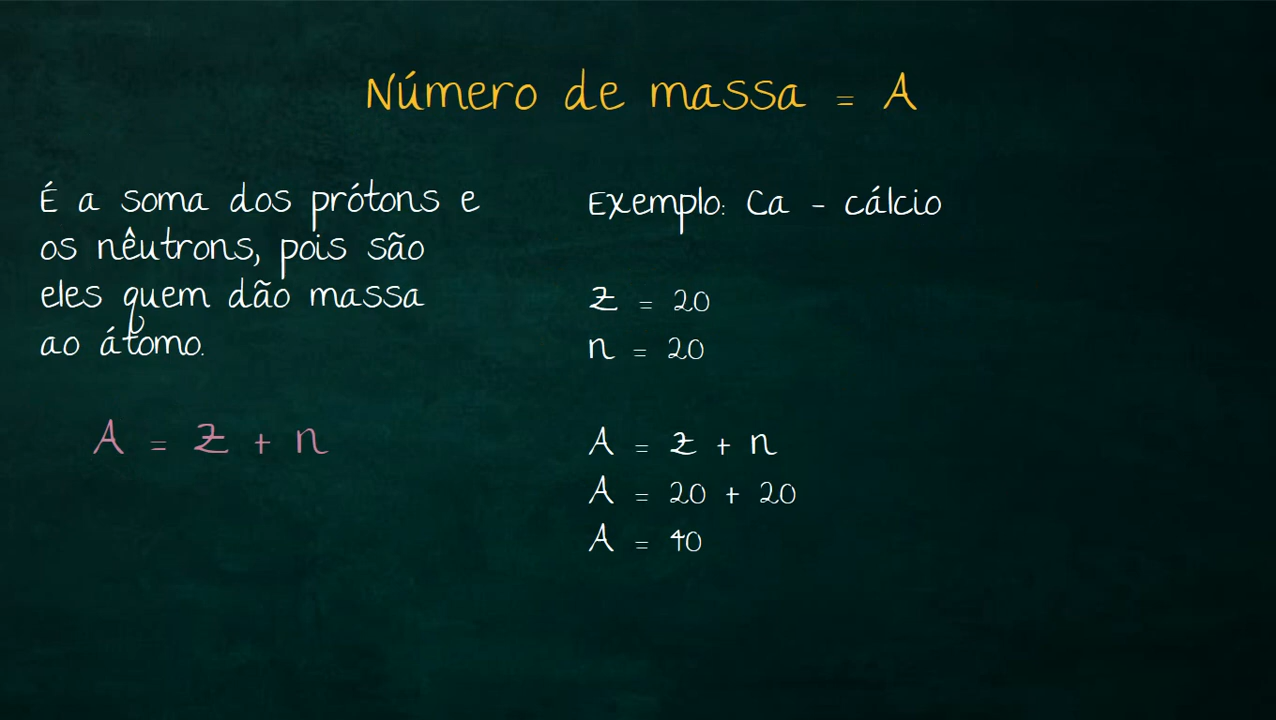 Número de massa = A
É a soma dos prótons e
os nêutrons, pois são
eles quem dão massa
ao átomo.
A = Z + n
Exemplo: Ca - cálcio
Z = 20
n = 20
A = Z + n
A = 20 + 20
A = 40